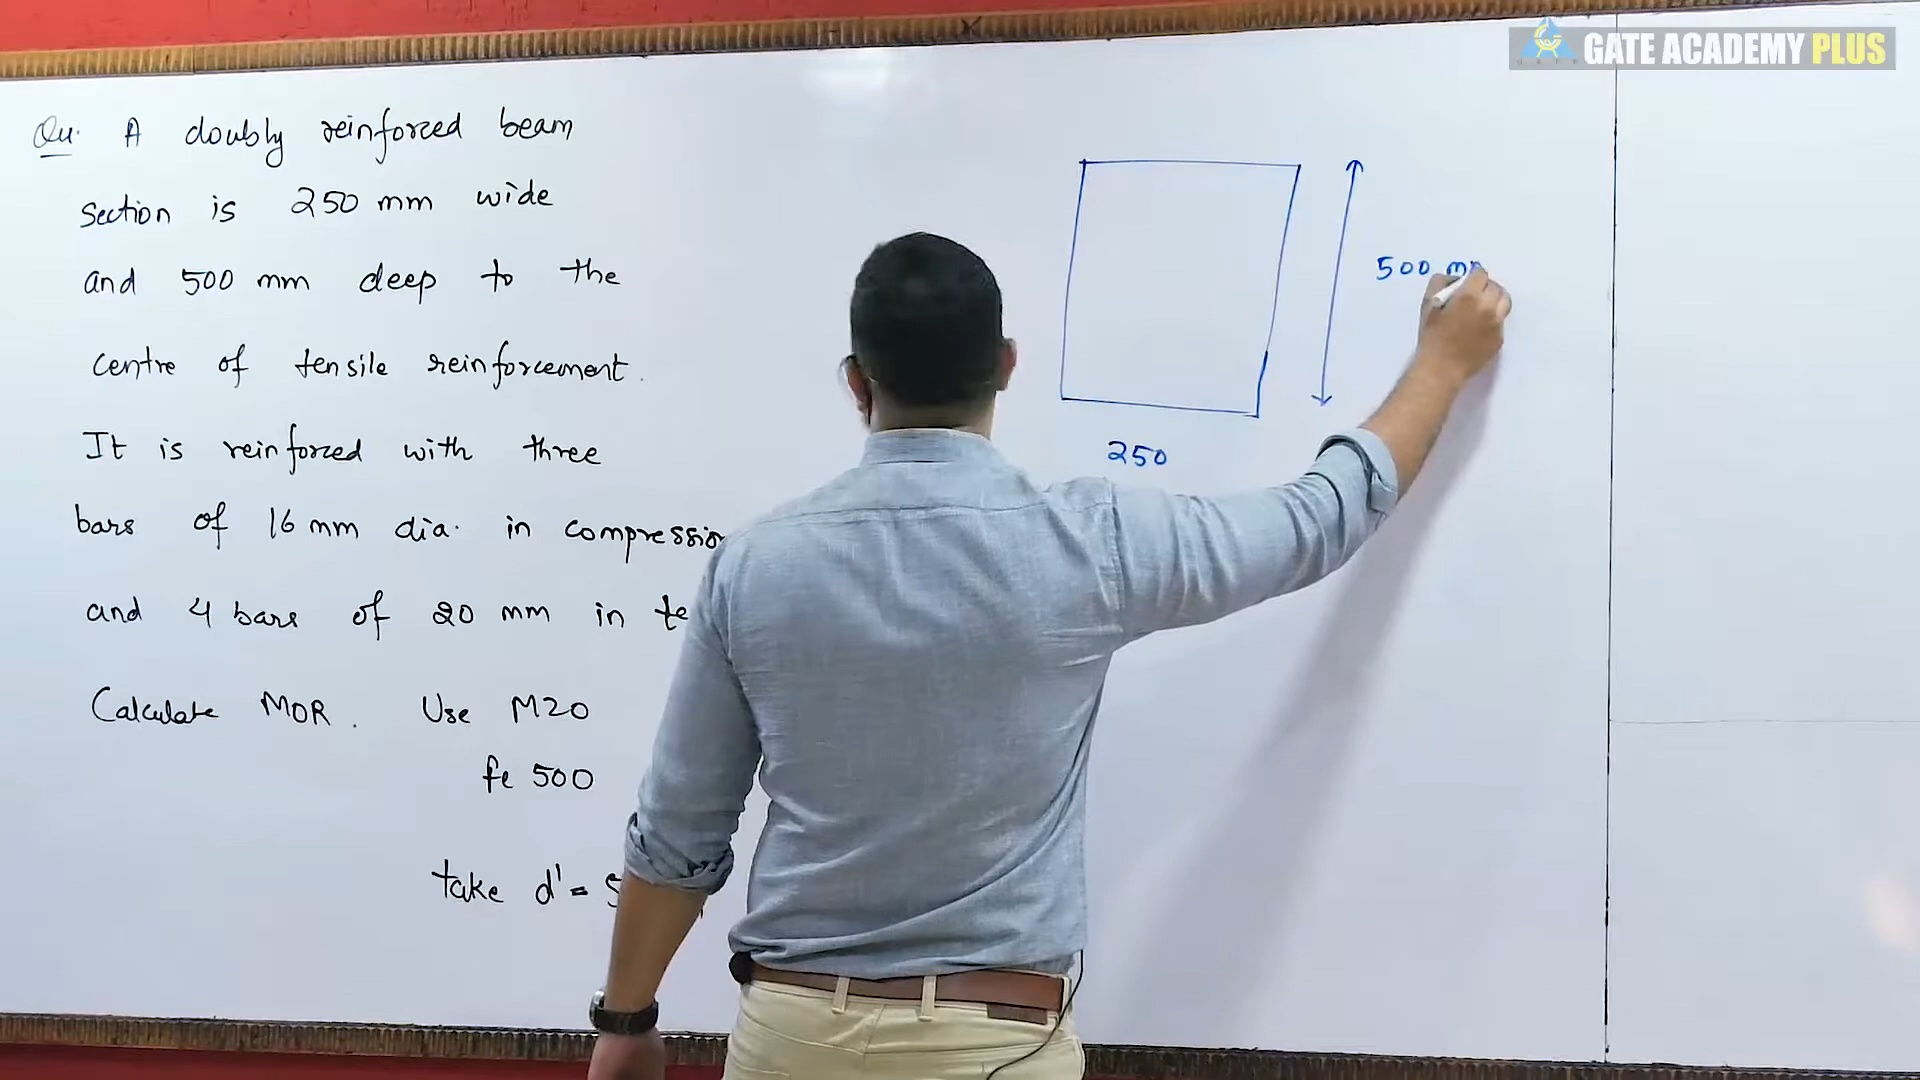 Qu. A doubly reinforced beam
section is 250 mm wide
and 500 mm deep to the
centre of tensile reinforcement.
It is reinforced with three
bars of 16 mm dia. in compression
and 4 bars of 20 mm in te
Calculate MOR. Use M20
fe 500
take d' =
500 mm
250
GATE ACADEMY PLUS